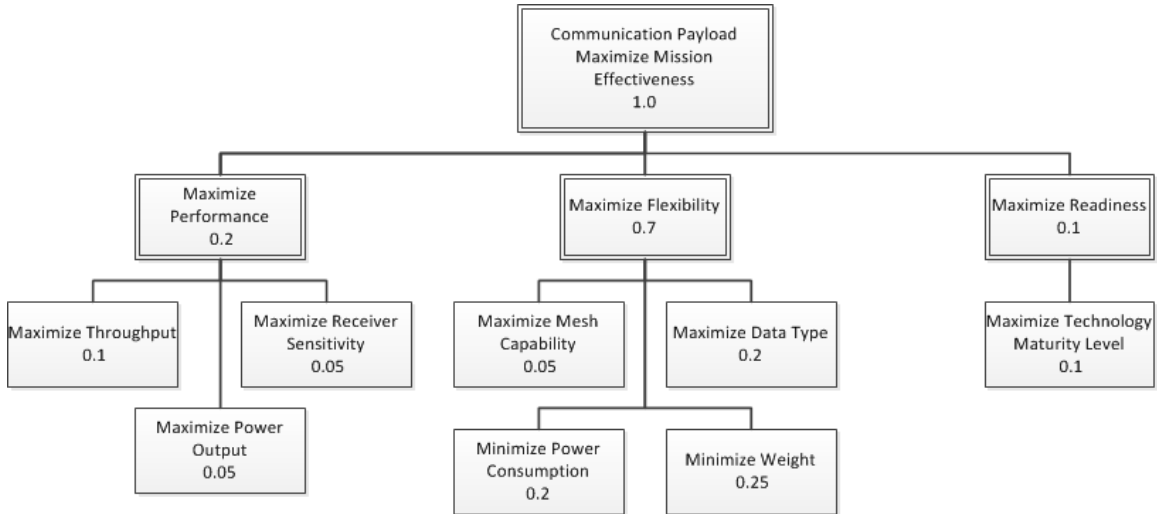 Communication Payload
Maximize Mission
Effectiveness
1.0
Maximize
Performance
0.2
Maximize Flexibility
0.7
Maximize Readiness
0.1
Maximize Throughput
0.1
Maximize Receiver
Sensitivity
0.05
Maximize Mesh
Capability
0.05
Maximize Data Type
0.2
Maximize Technology
Maturity Level
0.1
Maximize Power
Output
0.05
Minimize Power
Consumption
0.2
Minimize Weight
0.25